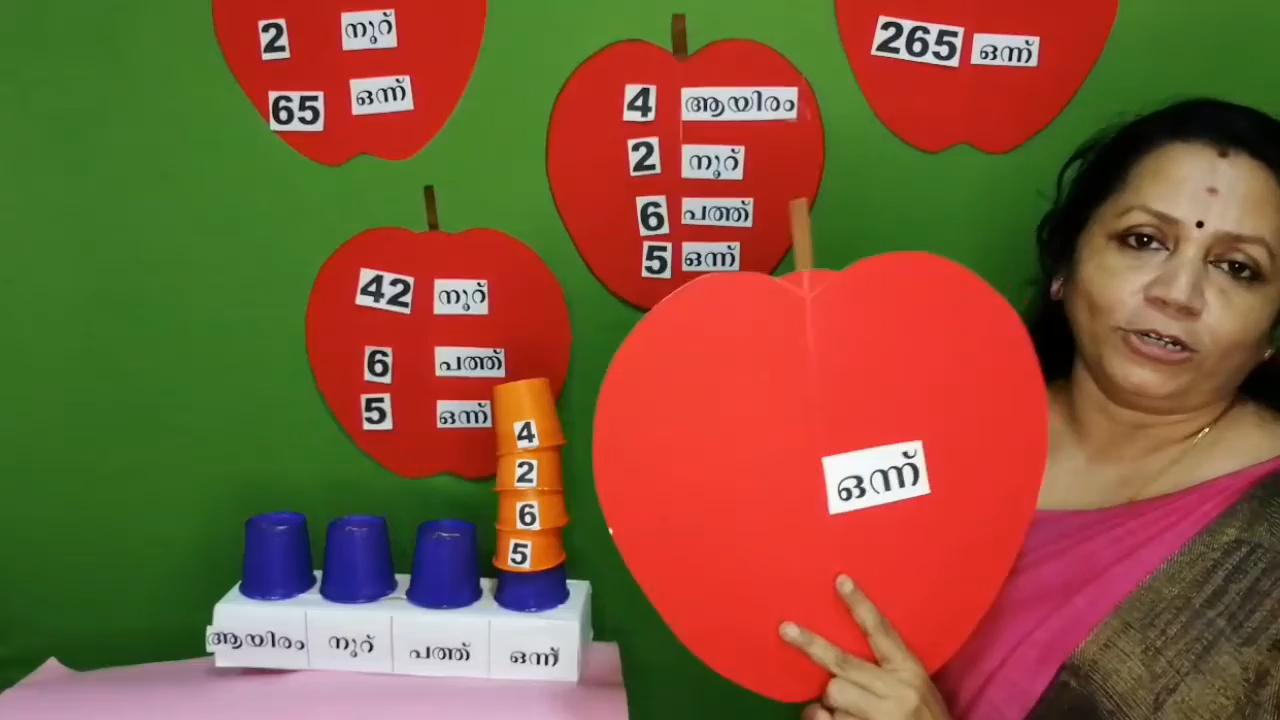 2 നൂറ്
65 ഒന്ന്
4 ആയിരം
2 നൂറ്
6 പത്ത്
5 ഒന്ന്
265 ഒന്ന്
42 നൂറ്
6 പത്ത്
5 ഒന്ന്
4
2
6
5
ആയിരം നൂറ് പത്ത് ഒന്ന്
ഒന്ന്